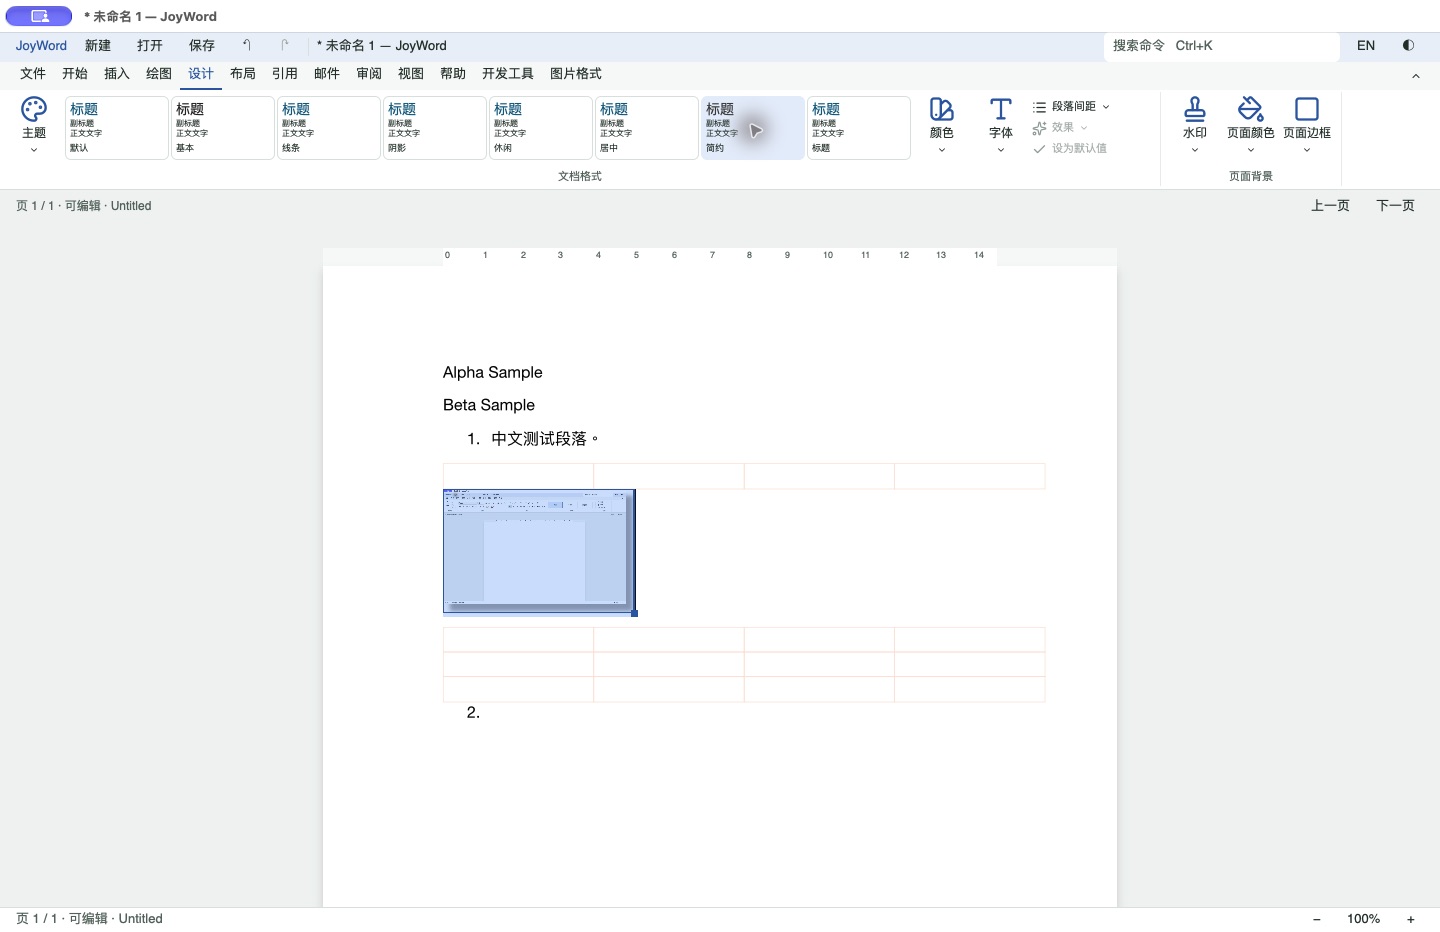 * 未命名 1 — JoyWord
JoyWord 新建 打开 保存 * 未命名 1 — JoyWord 搜索命令 Ctrl+K EN
文件 开始 插入 绘图 设计 布局 引用 邮件 审阅 视图 帮助 开发工具 图片格式
主题
标题
副标题
正文文字
默认
标题
副标题
正文文字
基本
标题
副标题
正文文字
线条
标题
副标题
正文文字
阴影
标题
副标题
正文文字
休闲
标题
副标题
正文文字
居中
标题
副标题
正文文字
简约
标题
副标题
正文文字
标题
颜色
字体
段落间距
效果
设为默认值
文档格式
水印
页面颜色
页面边框
页面背景
页 1 / 1 · 可编辑 · Untitled 上一页 下一页
0 1 2 3 4 5 6 7 8 9 10 11 12 13 14
Alpha Sample
Beta Sample
1. 中文测试段落。
2.
页 1 / 1 · 可编辑 · Untitled − 100% +